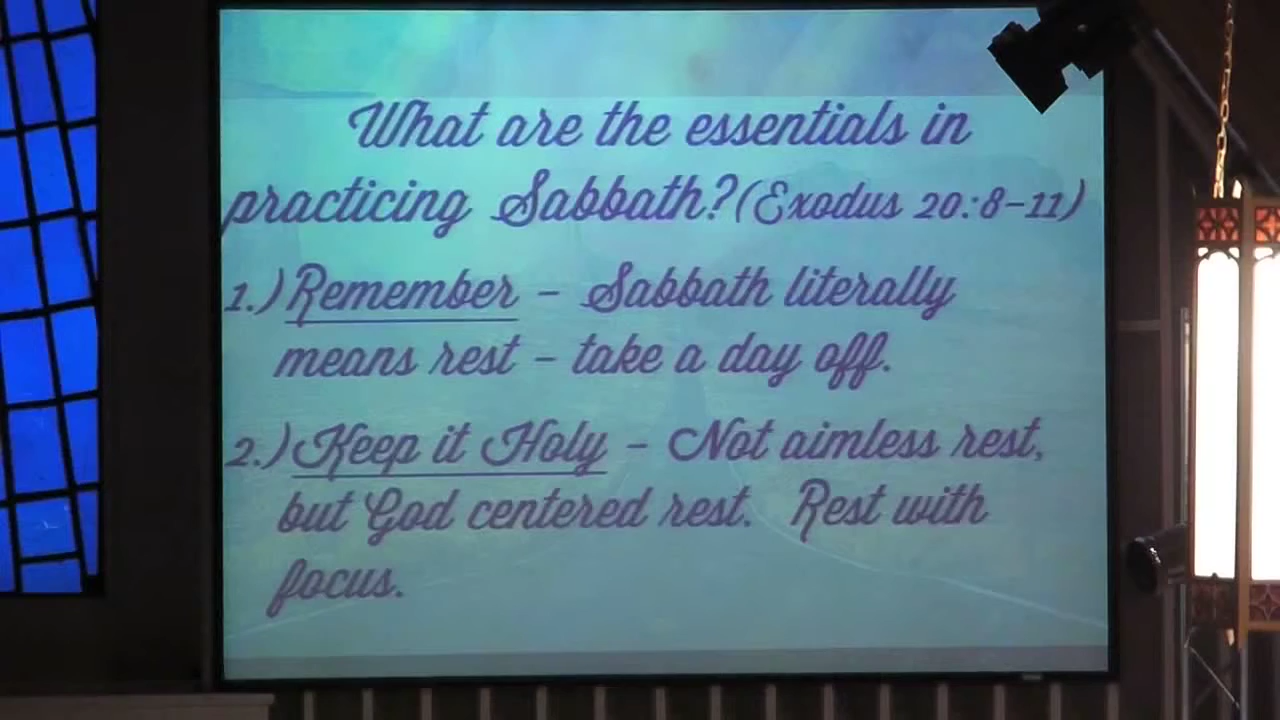 What are the essentials in
practicing Sabbath? (Exodus 20:8-11)
1.) Remember - Sabbath literally
means rest - take a day off.
2.) Keep it Holy - Not aimless rest,
but God centered rest. Rest with
focus.